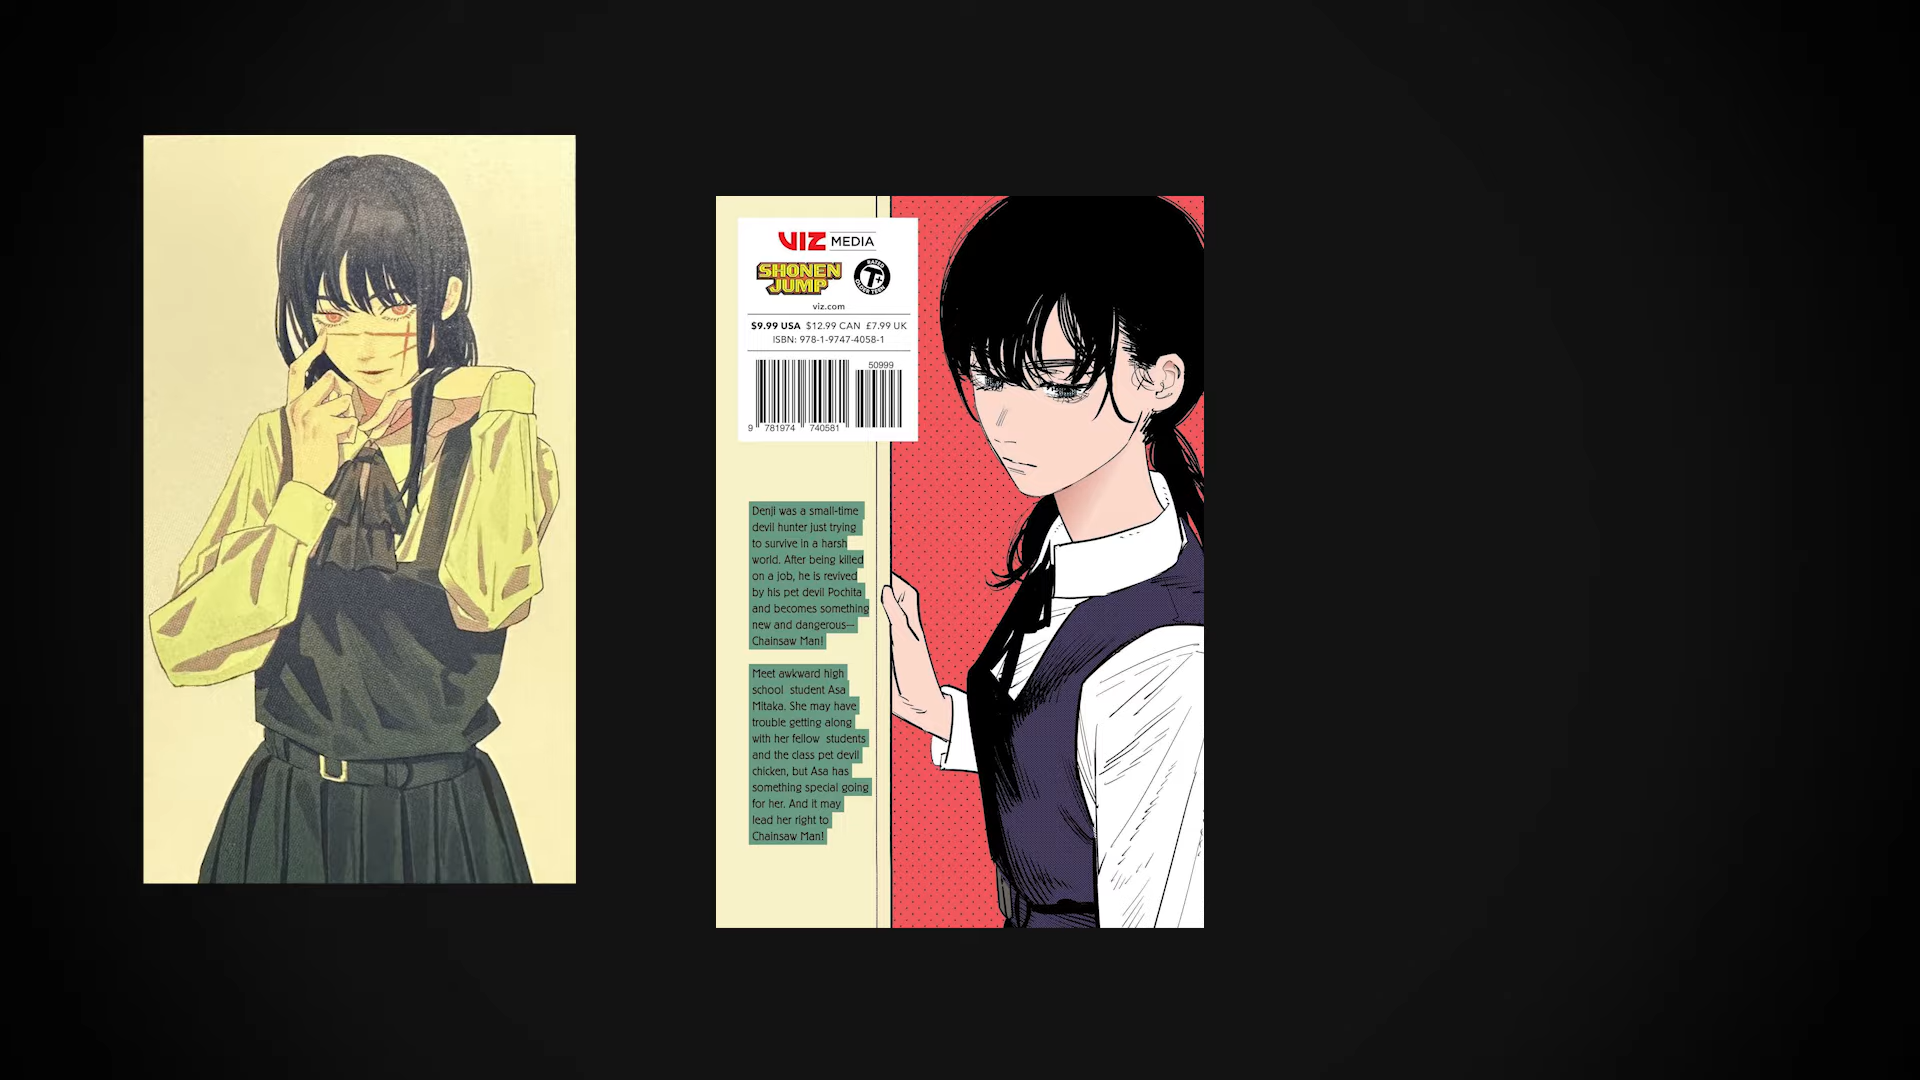 VIZ MEDIA
SHONEN
JUMP
RATED
T+
OLDER TEEN
viz.com
$9.99 USA $12.99 CAN £7.99 UK
ISBN: 978-1-9747-4058-1
50999
9 781974 740581
Denji was a small-time
devil hunter just trying
to survive in a harsh
world. After being killed
on a job, he is revived
by his pet devil Pochita
and becomes something
new and dangerous—
Chainsaw Man!
Meet awkward high
school student Asa
Mitaka. She may have
trouble getting along
with her fellow students
and the class pet devil
chicken, but Asa has
something special going
for her. And it may
lead her right to
Chainsaw Man!